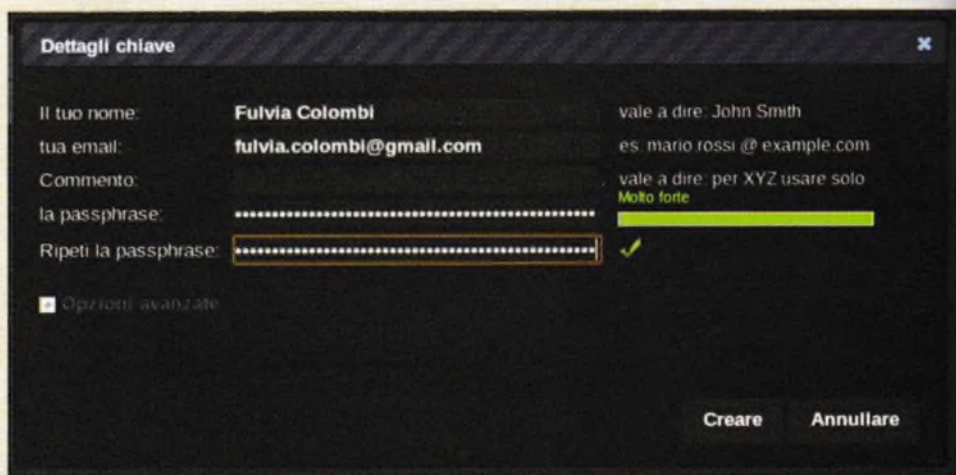 Dettagli chiave
Il tuo nome: Fulvia Colombi vale a dire: John Smith
tua email: fulvia.colombi@gmail.com es. mario rossi @ example.com
Commento: vale a dire: per XYZ usare solo
Molto forte
la passphrase:
Ripeti la passphrase:
Opzioni avanzate
Creare Annullare